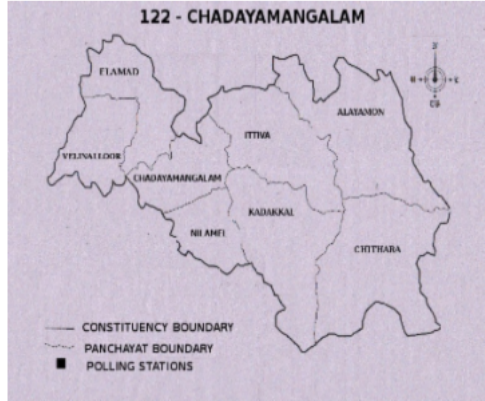 122 - CHADAYAMANGALAM
ELAMAD
ALAYAMON
ITTIVA
VELINALLOOR
CHADAYAMANGALAM
KADAKKAL
NILAMEL
CHITHARA
CONSTITUENCY BOUNDARY
PANCHAYAT BOUNDARY
POLLING STATIONS